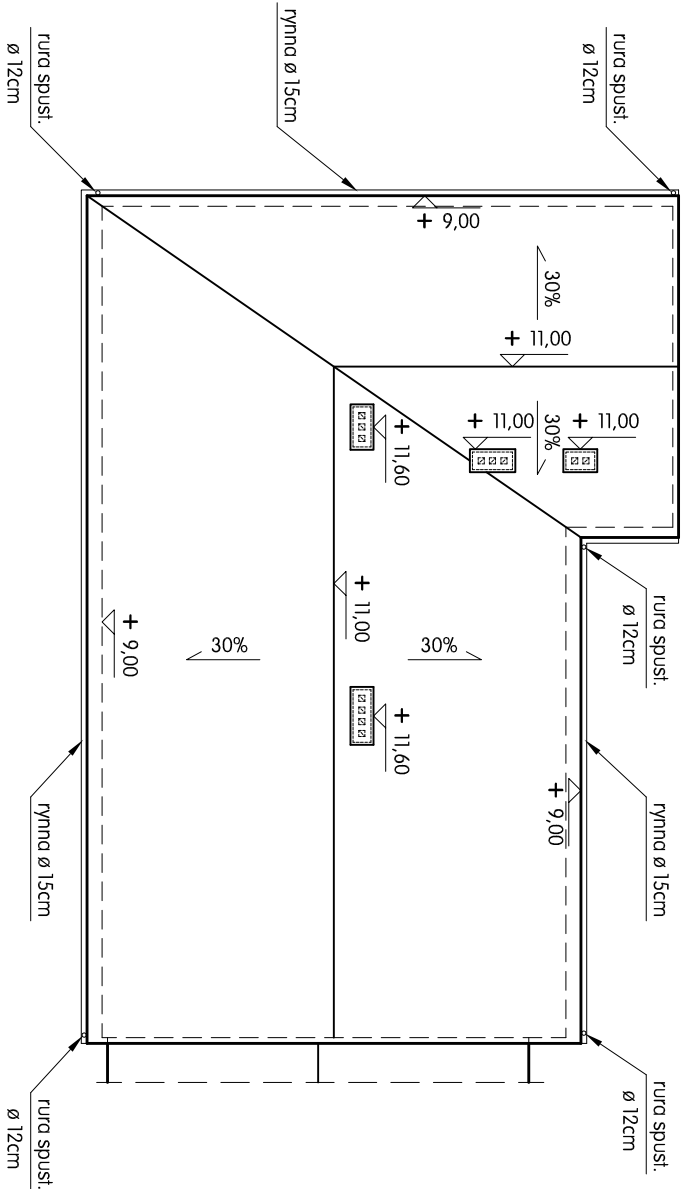 rura spust.
ø 12cm
rynna ø 15cm
rura spust.
ø 12cm
+ 9,00
30%
+ 11,00
+ 11,00
30%
+ 11,00
+ 11,60
rura spust.
ø 12cm
+ 11,00
+ 9,00
30%
30%
+ 11,60
+ 9,00
rynna ø 15cm
rynna ø 15cm
rura spust.
ø 12cm
rura spust.
ø 12cm